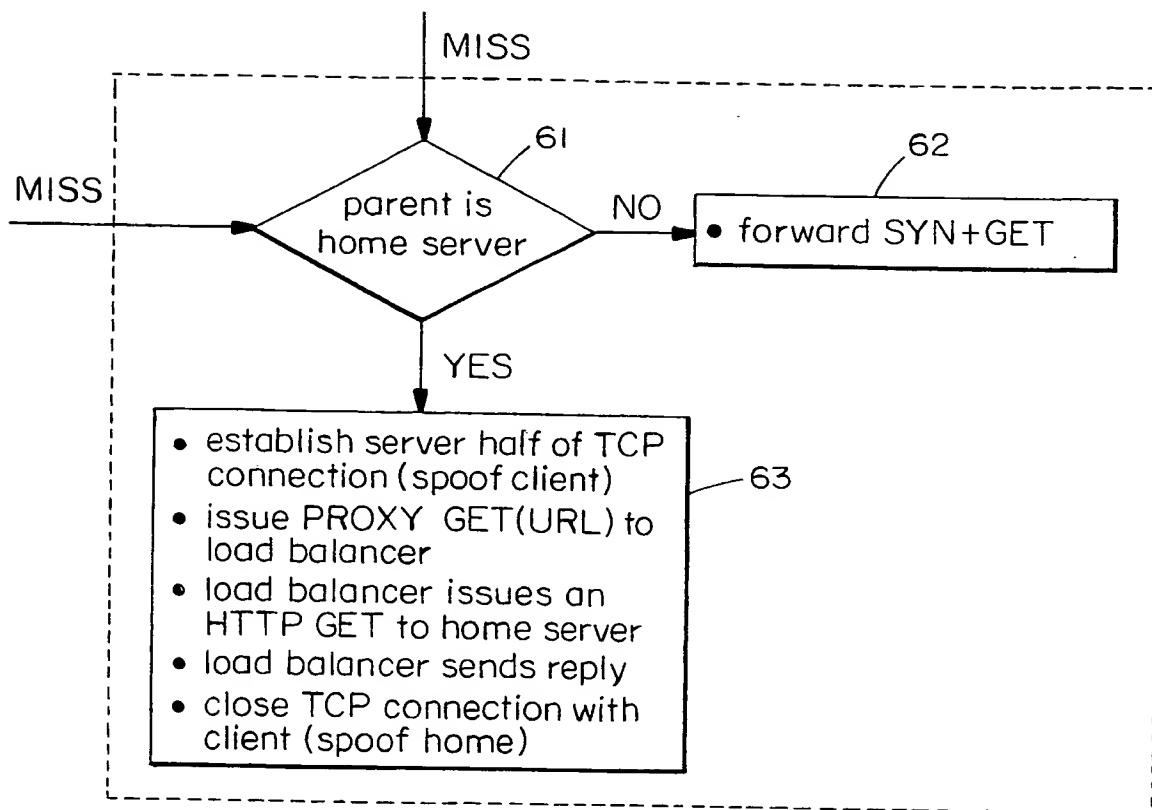 MISS
61
62
MISS
parent is
home server
NO
• forward SYN+GET
YES
• establish server half of TCP
connection (spoof client)
63
• issue PROXY GET(URL) to
load balancer
• load balancer issues an
HTTP GET to home server
• load balancer sends reply
• close TCP connection with
client (spoof home)